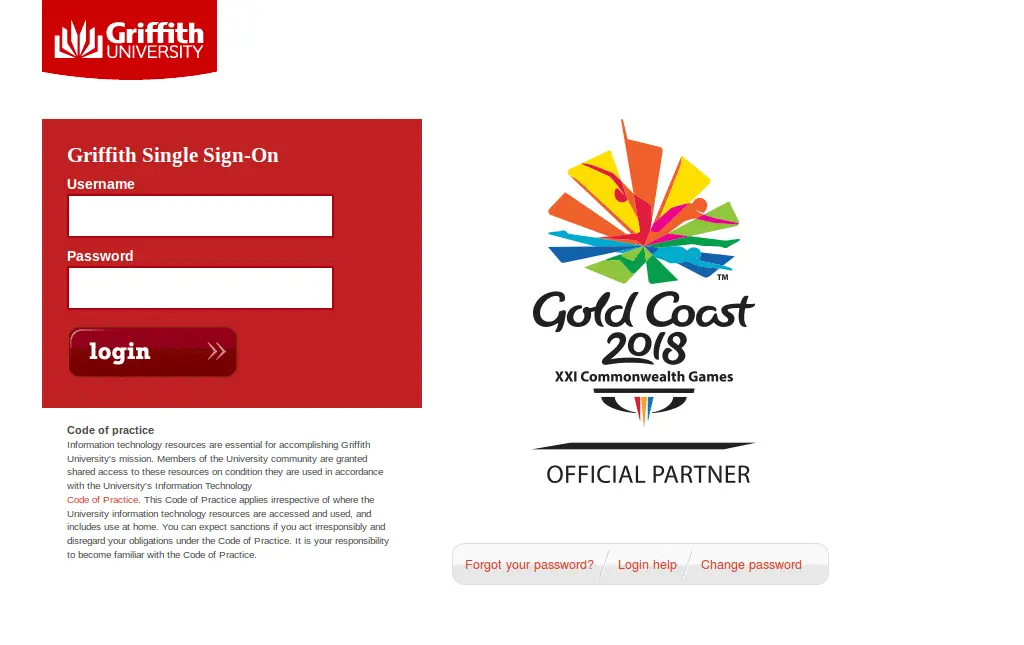 Griffith
UNIVERSITY
Griffith Single Sign-On
Username
Password
login
Code of practice
Information technology resources are essential for accomplishing Griffith
University's mission. Members of the University community are granted
shared access to these resources on condition they are used in accordance
with the University's Information Technology
Code of Practice. This Code of Practice applies irrespective of where the
University information technology resources are accessed and used, and
includes use at home. You can expect sanctions if you act irresponsibly and
disregard your obligations under the Code of Practice. It is your responsibility
to become familiar with the Code of Practice.
TM
Gold Coast
2018
XXI Commonwealth Games
OFFICIAL PARTNER
Forgot your password? Login help Change password